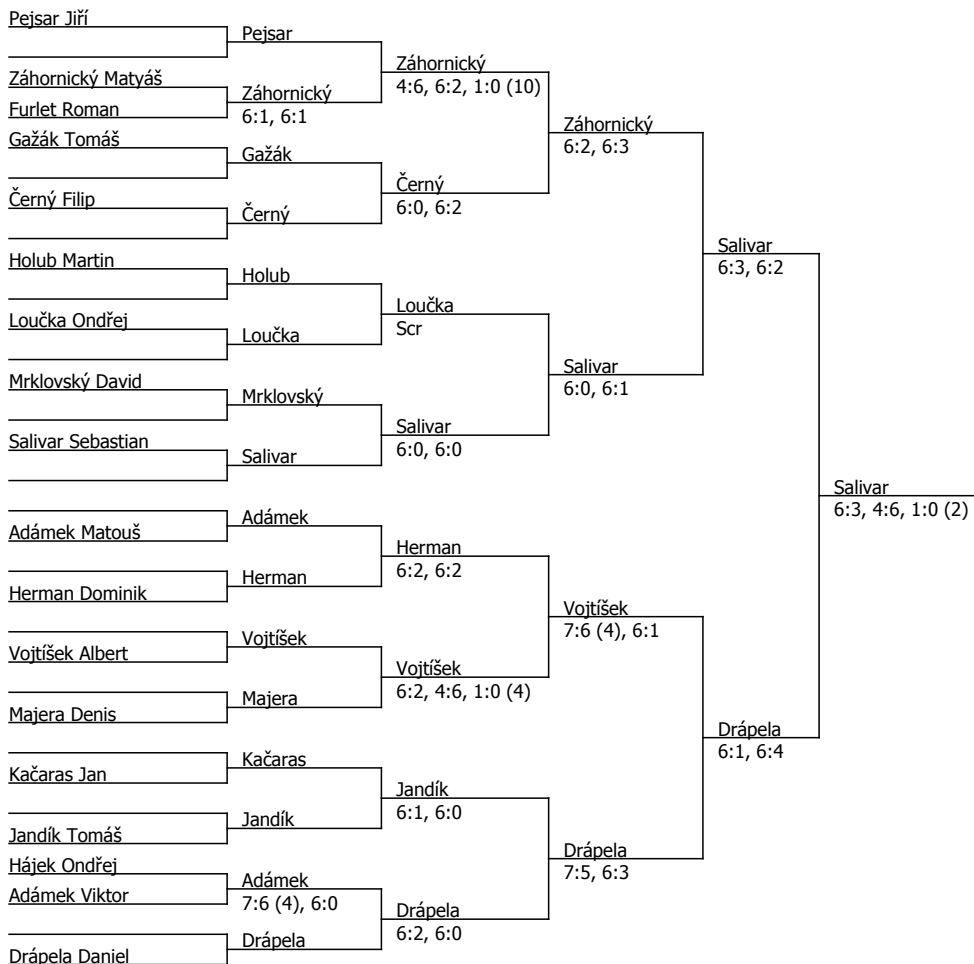 Pejsar Jiří
Záhornický Matyáš
Furlet Roman
Gažák Tomáš
Černý Filip
Holub Martin
Loučka Ondřej
Mrklovský David
Salivar Sebastian
Adámek Matouš
Herman Dominik
Vojtíšek Albert
Majera Denis
Kačaras Jan
Jandík Tomáš
Hájek Ondřej
Adámek Viktor
Drápela Daniel
Pejsar
Záhornický
6:1, 6:1
Gažák
Černý
Holub
Loučka
Mrklovský
Salivar
Adámek
Herman
Vojtíšek
Majera
Kačaras
Jandík
Adámek
7:6 (4), 6:0
Drápela
Záhornický
4:6, 6:2, 1:0 (10)
Černý
6:0, 6:2
Loučka
Scr
Salivar
6:0, 6:0
Herman
6:2, 6:2
Vojtíšek
6:2, 4:6, 1:0 (4)
Jandík
6:1, 6:0
Drápela
6:2, 6:0
Záhornický
6:2, 6:3
Salivar
6:0, 6:1
Vojtíšek
7:6 (4), 6:1
Drápela
7:5, 6:3
Salivar
6:3, 6:2
Drápela
6:1, 6:4
Salivar
6:3, 4:6, 1:0 (2)